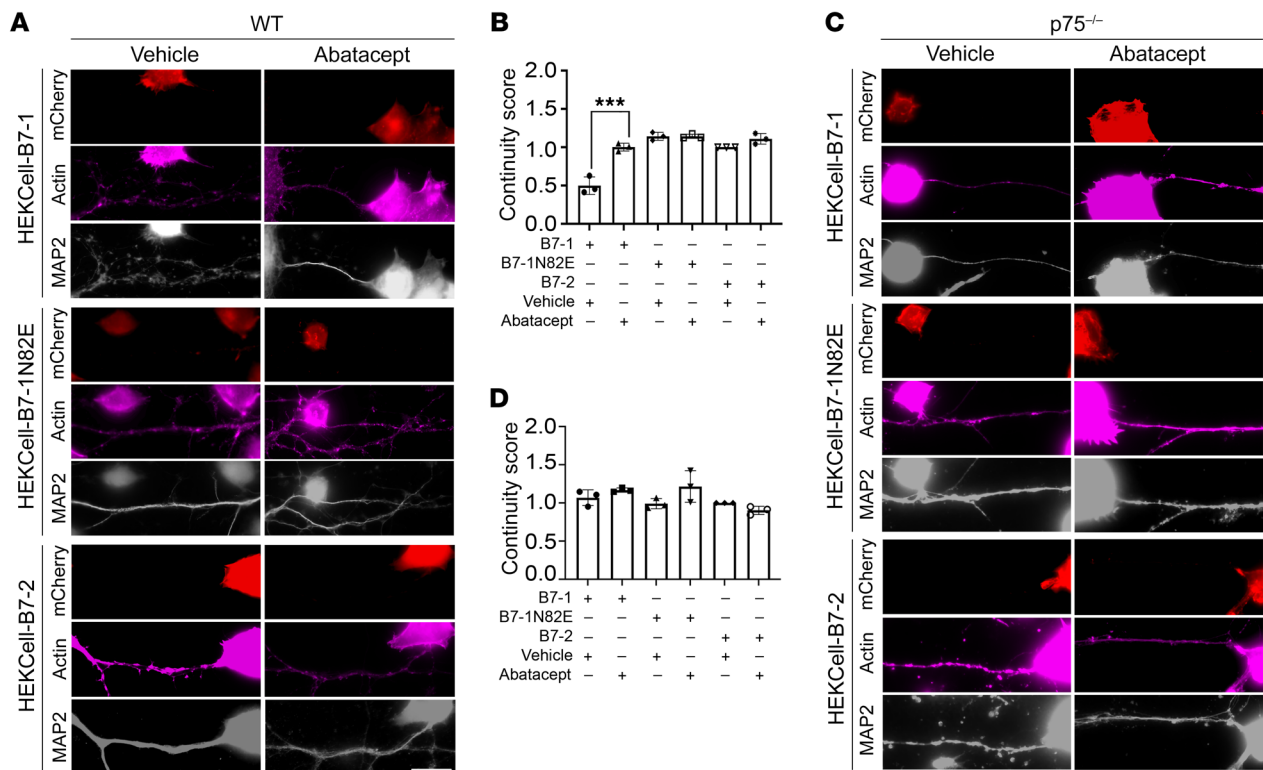 A
WT
Vehicle Abatacept
HEKCell-B7-1
mCherry
Actin
MAP2
HEKCell-B7-1N82E
mCherry
Actin
MAP2
HEKCell-B7-2
mCherry
Actin
MAP2
B
Continuity score
2.0
1.5
1.0
0.5
0.0
***
B7-1 + + – – – –
B7-1N82E – – + + – –
B7-2 – – – – + +
Vehicle + – + – + –
Abatacept – + – + – +
D
Continuity score
2.0
1.5
1.0
0.5
0.0
B7-1 + + – – – –
B7-1N82E – – + + – –
B7-2 – – – – + +
Vehicle + – + – + –
Abatacept – + – + – +
C
p75–/–
Vehicle Abatacept
HEKCell-B7-1
mCherry
Actin
MAP2
HEKCell-B7-1N82E
mCherry
Actin
MAP2
HEKCell-B7-2
mCherry
Actin
MAP2